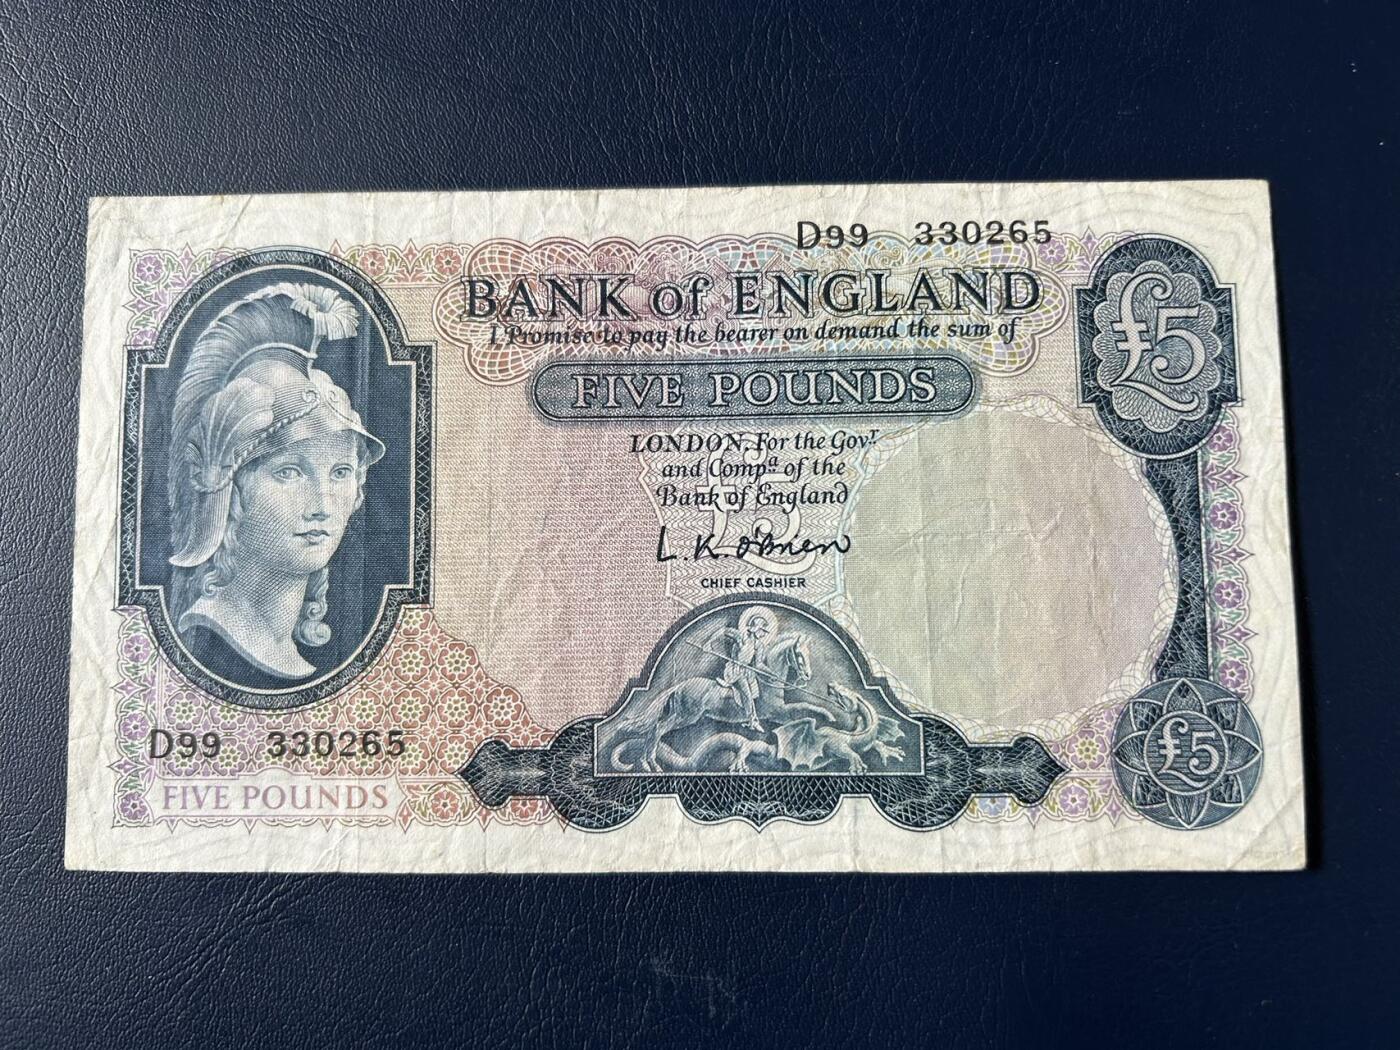 D99 330265
BANK of ENGLAND
I Promise to pay the bearer on demand the sum of
£5
FIVE POUNDS
LONDON. For the Govr.
and Compa. of the
Bank of England
£5
L.K. O'Brien
CHIEF CASHIER
D99 330265
£5
FIVE POUNDS